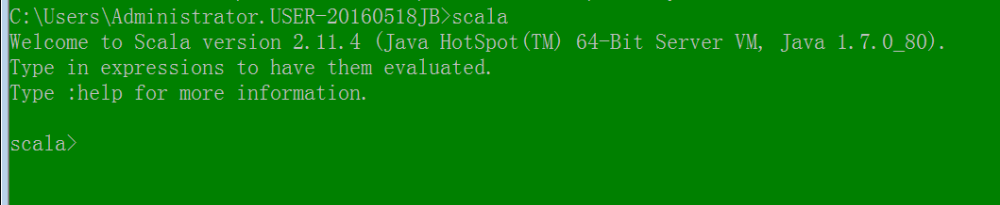 C:\Users\Administrator.USER-20160518JB>scala
Welcome to Scala version 2.11.4 (Java HotSpot(TM) 64-Bit Server VM, Java 1.7.0_80).
Type in expressions to have them evaluated.
Type :help for more information.
scala>